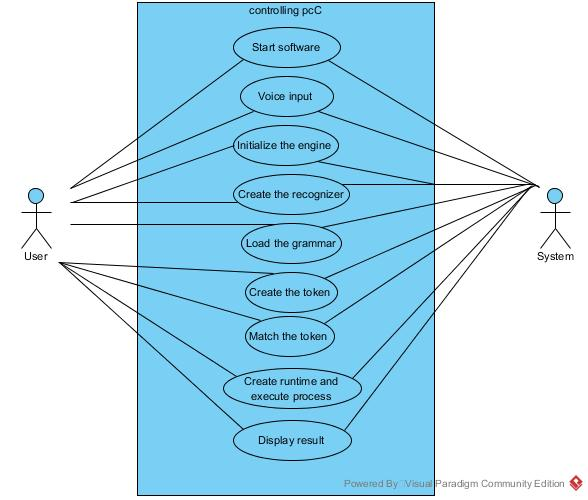 controlling pcC
Start software
Voice input
Initialize the engine
Create the recognizer
Load the grammar
Create the token
Match the token
Create runtime and
execute process
Display result
User
System
Powered By Visual Paradigm Community Edition